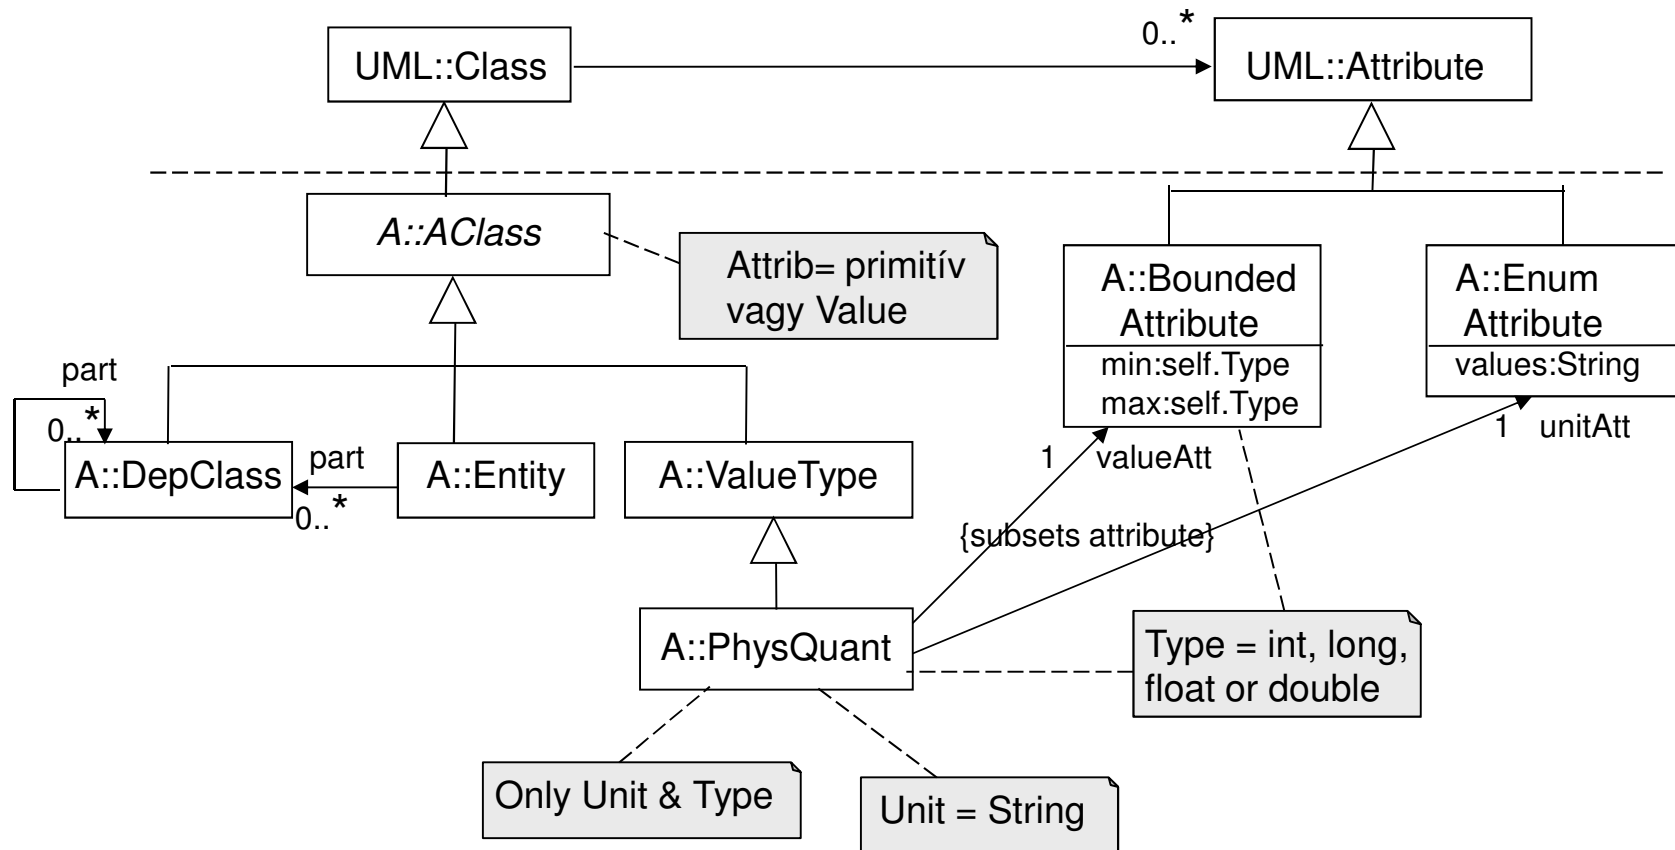 0..*
UML::Class
UML::Attribute
A::AClass
Attrib= primitív
vagy Value
A::Bounded
Attribute
min:self.Type
max:self.Type
A::Enum
Attribute
values:String
part
0..*
A::DepClass
part
0..*
A::Entity
A::ValueType
1 valueAtt
1 unitAtt
{subsets attribute}
A::PhysQuant
Type = int, long,
float or double
Only Unit & Type
Unit = String